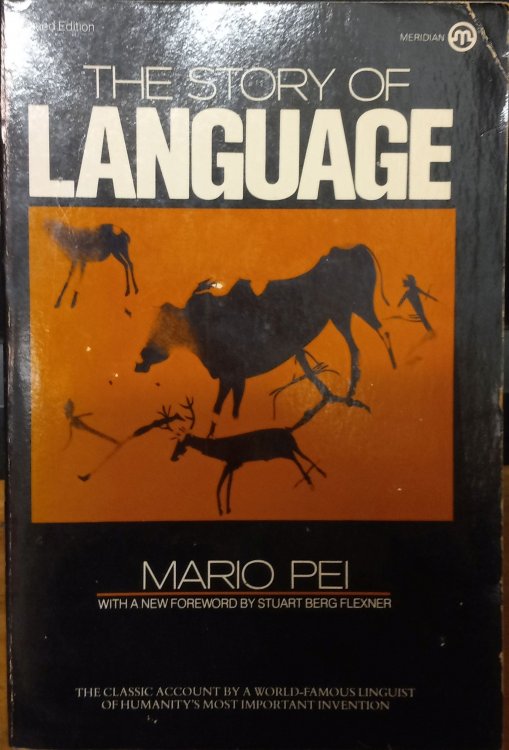 Edition
MERIDIAN
THE STORY OF
LANGUAGE
MARIO PEI
WITH A NEW FOREWORD BY STUART BERG FLEXNER
THE CLASSIC ACCOUNT BY A WORLD-FAMOUS LINGUIST
OF HUMANITY'S MOST IMPORTANT INVENTION